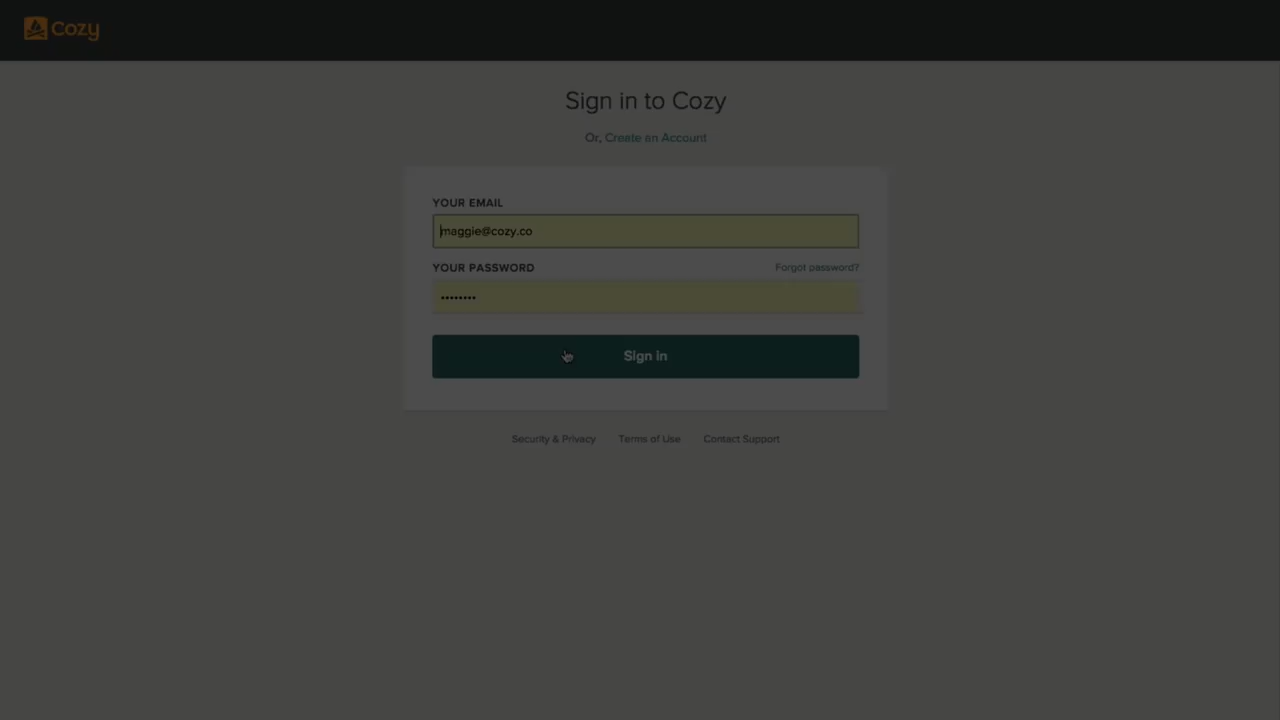 Cozy
Sign in to Cozy
Or, Create an Account
YOUR EMAIL
maggie@cozy.co
YOUR PASSWORD Forgot password?
••••••••
Sign in
Security & Privacy Terms of Use Contact Support